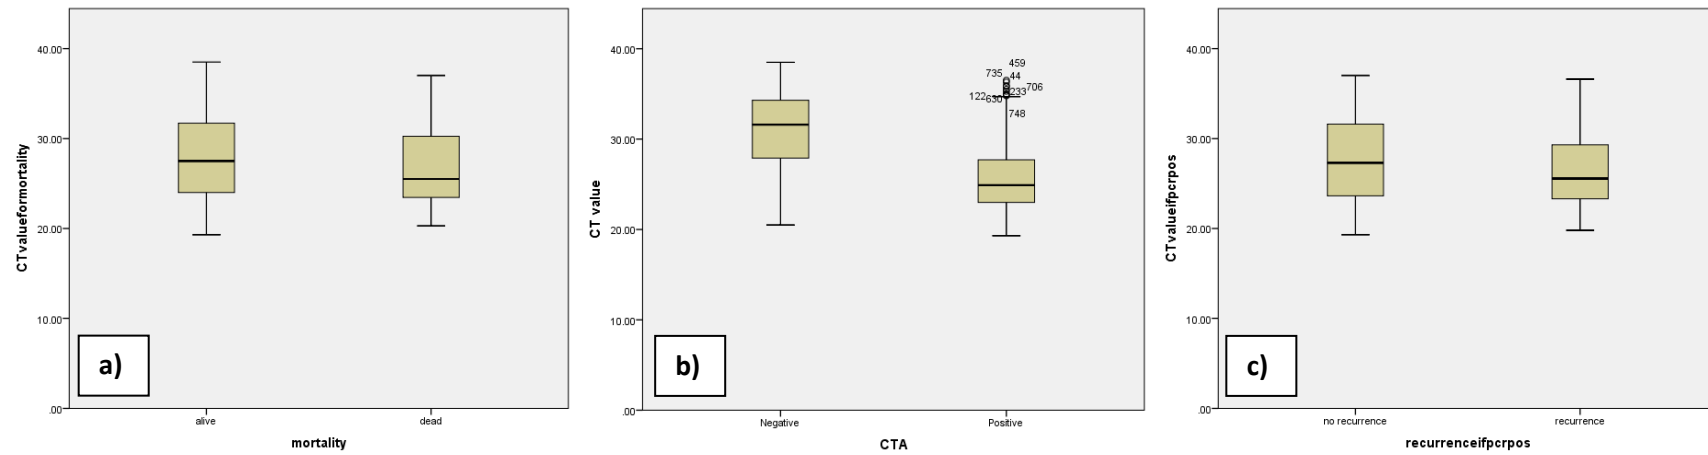 CTvalueformortality
40.00
30.00
20.00
10.00
.00
a)
alive
dead
mortality
CT value
40.00
30.00
20.00
10.00
.00
459
735
44
706
233
122
630
748
b)
Negative
Positive
CTA
CTvalueifpcrpos
40.00
30.00
20.00
10.00
.00
c)
no recurrence
recurrence
recurrenceifpcrpos